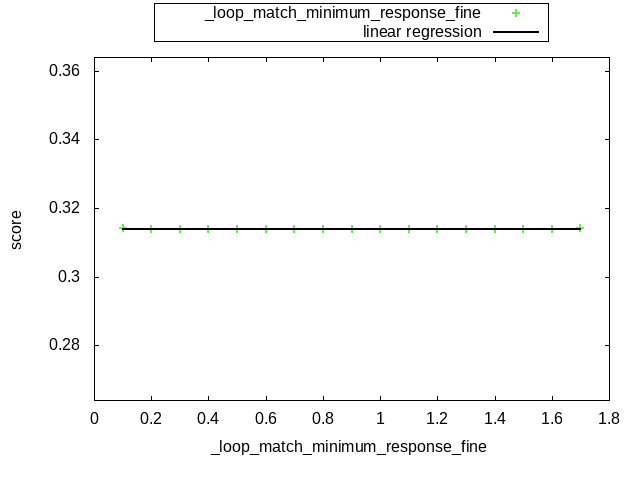 _loop_match_minimum_response_fine
linear regression
0.36
0.34
0.32
0.3
0.28
score
0 0.2 0.4 0.6 0.8 1 1.2 1.4 1.6 1.8
_loop_match_minimum_response_fine